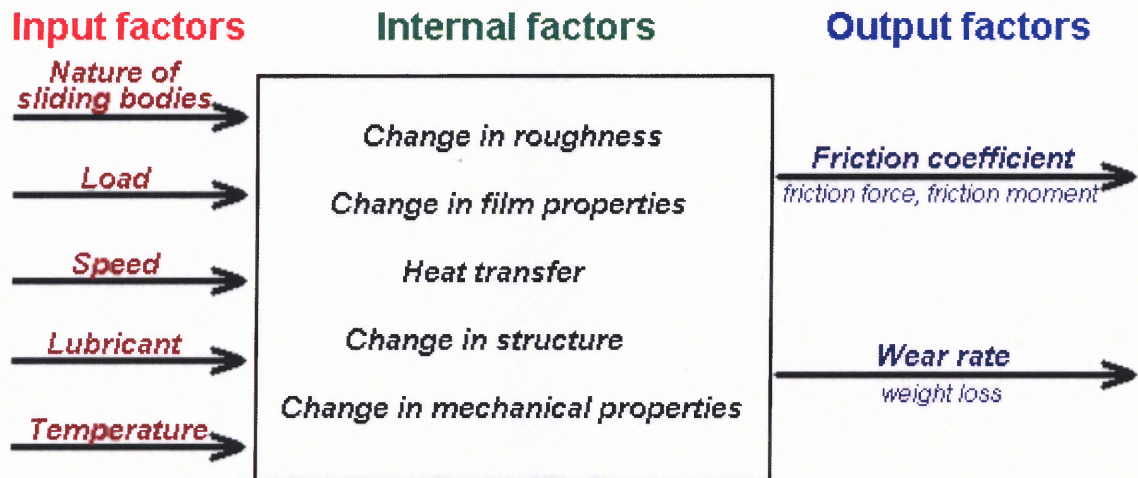 Input factors
Internal factors
Output factors
Nature of
sliding bodies
Load
Speed
Lubricant
Temperature
Change in roughness
Change in film properties
Heat transfer
Change in structure
Change in mechanical properties
Friction coefficient
friction force, friction moment
Wear rate
weight loss